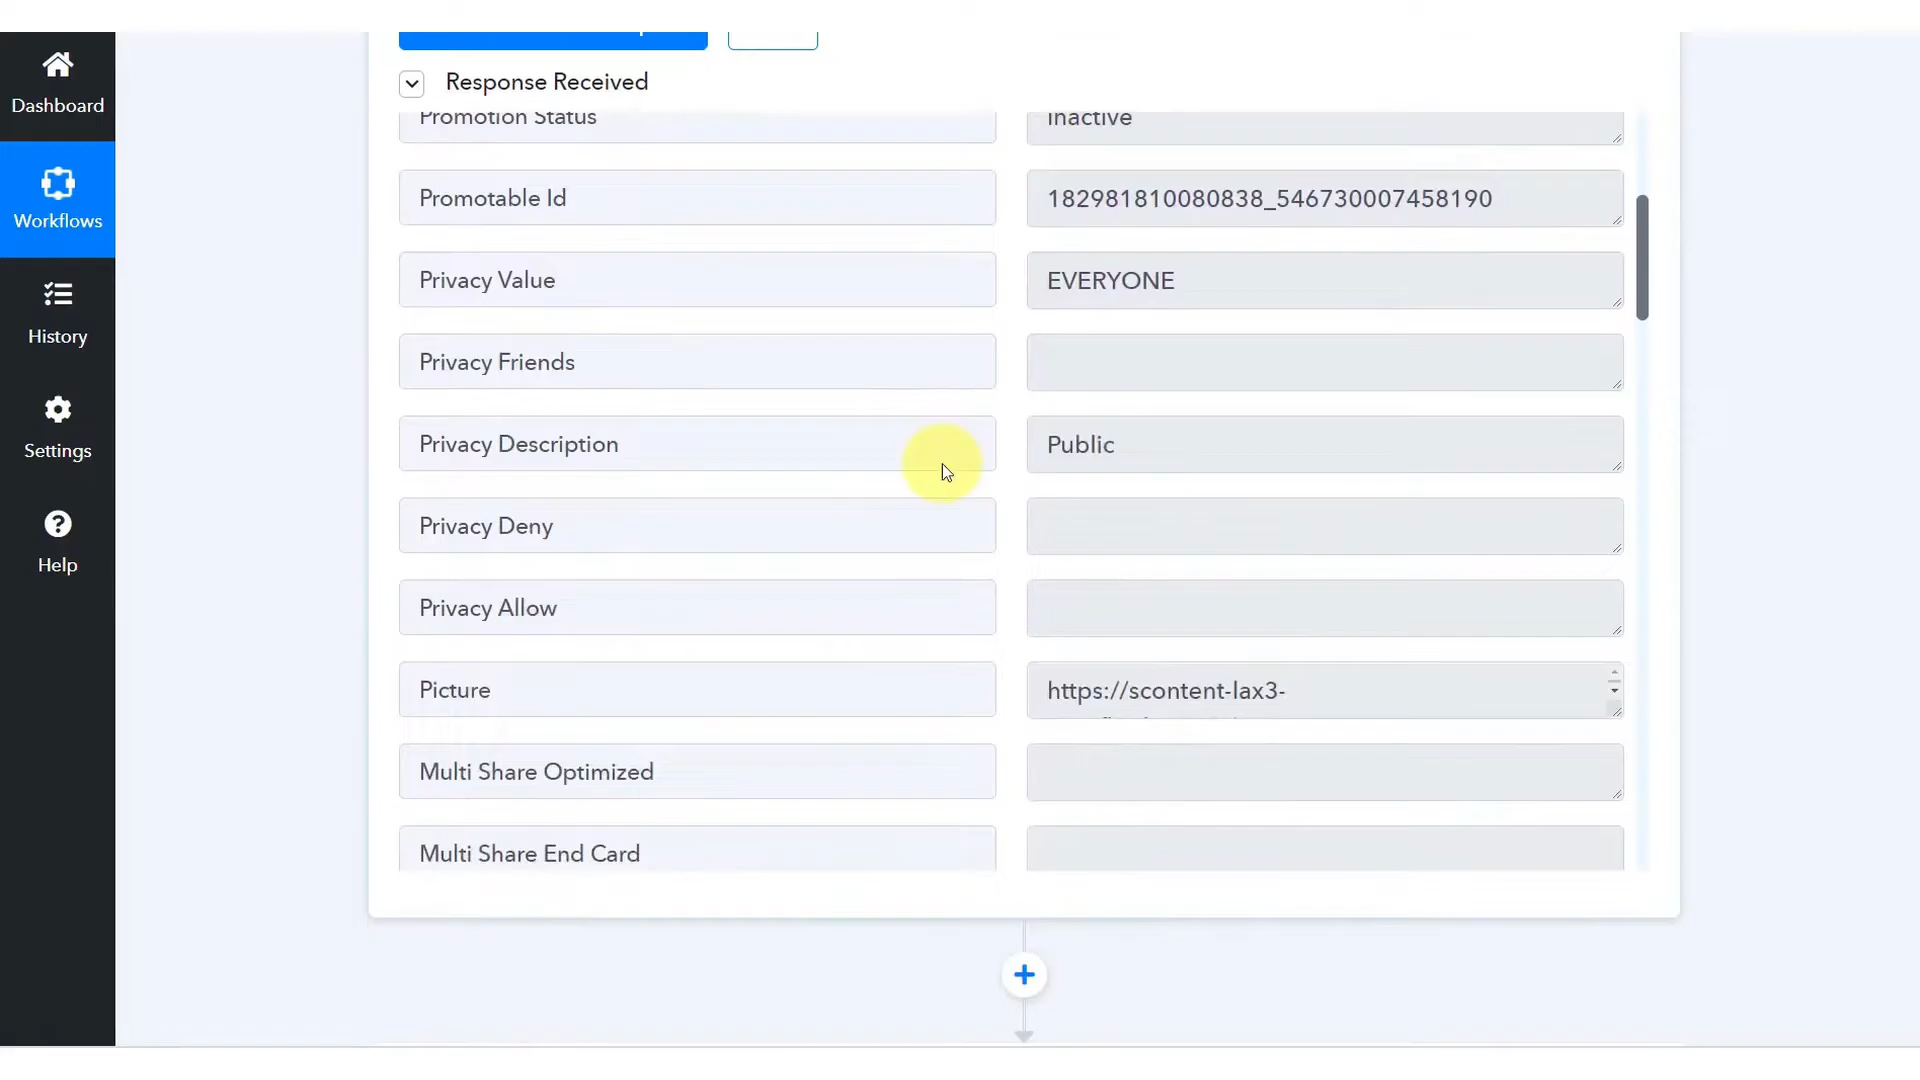 Dashboard
Workflows
History
Settings
Help
Response Received
Promotion Status
Inactive
Promotable Id
182981810080838_546730007458190
Privacy Value
EVERYONE
Privacy Friends
Privacy Description
Public
Privacy Deny
Privacy Allow
Picture
https://scontent-lax3-
Multi Share Optimized
Multi Share End Card